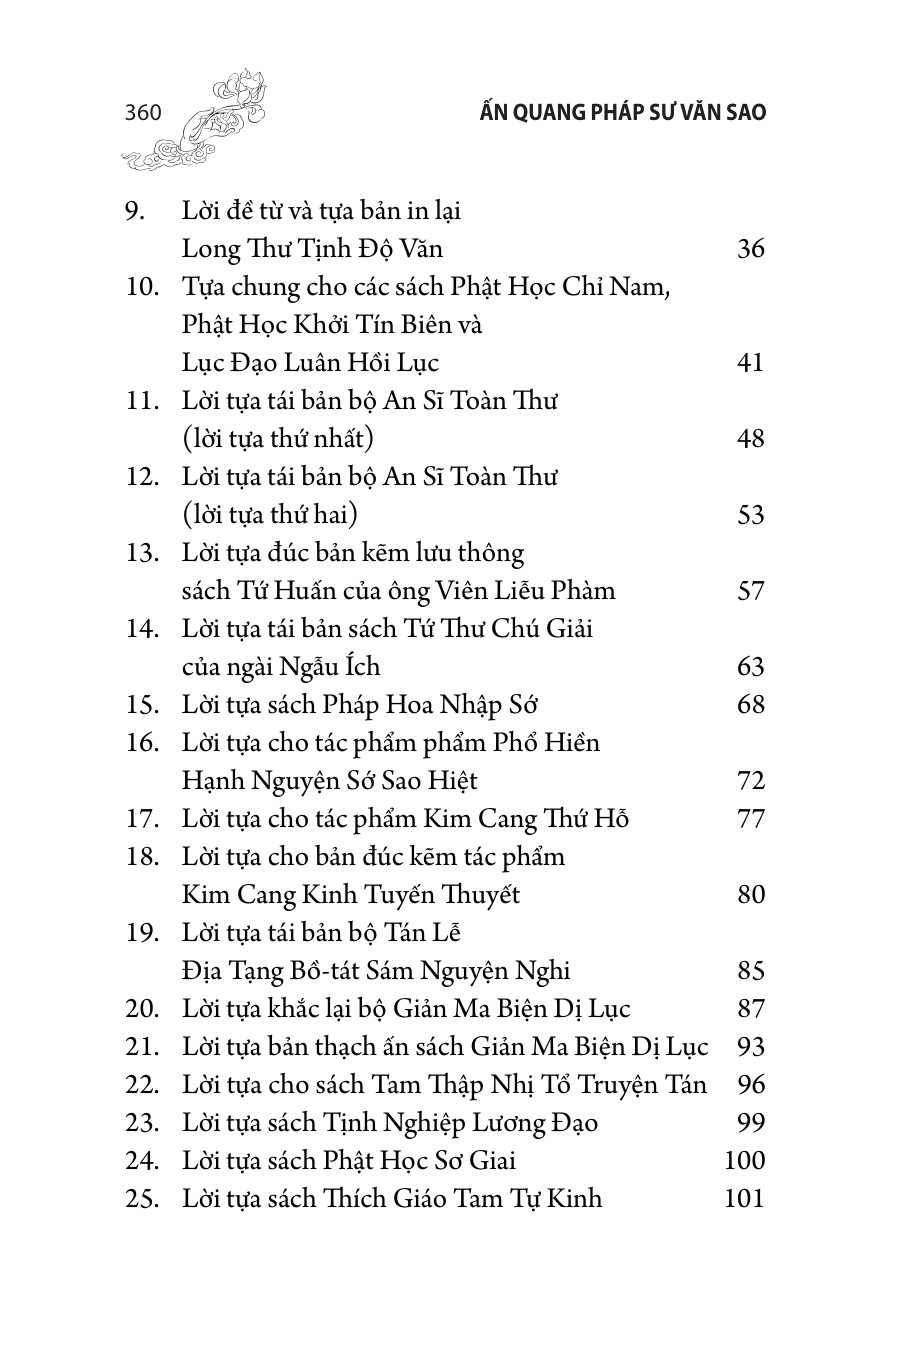 360
ẤN QUANG PHÁP SƯ VĂN SAO
9. Lời đề từ và tựa bản in lại
Long Thư Tịnh Độ Văn 36
10. Tựa chung cho các sách Phật Học Chỉ Nam,
Phật Học Khởi Tín Biên và
Lục Đạo Luân Hồi Lục 41
11. Lời tựa tái bản bộ An Sĩ Toàn Thư
(lời tựa thứ nhất) 48
12. Lời tựa tái bản bộ An Sĩ Toàn Thư
(lời tựa thứ hai) 53
13. Lời tựa đúc bản kẽm lưu thông
sách Tứ Huấn của ông Viên Liễu Phàm 57
14. Lời tựa tái bản sách Tứ Thư Chú Giải
của ngài Ngẫu Ích 63
15. Lời tựa sách Pháp Hoa Nhập Sớ 68
16. Lời tựa cho tác phẩm phẩm Phổ Hiền
Hạnh Nguyện Sớ Sao Hiệt 72
17. Lời tựa cho tác phẩm Kim Cang Thứ Hỗ 77
18. Lời tựa cho bản đúc kẽm tác phẩm
Kim Cang Kinh Tuyến Thuyết 80
19. Lời tựa tái bản bộ Tán Lễ
Địa Tạng Bồ-tát Sám Nguyện Nghi 85
20. Lời tựa khắc lại bộ Giản Ma Biện Dị Lục 87
21. Lời tựa bản thạch ấn sách Giản Ma Biện Dị Lục 93
22. Lời tựa cho sách Tam Thập Nhị Tổ Truyện Tán 96
23. Lời tựa sách Tịnh Nghiệp Lương Đạo 99
24. Lời tựa sách Phật Học Sơ Giai 100
25. Lời tựa sách Thích Giáo Tam Tự Kinh 101